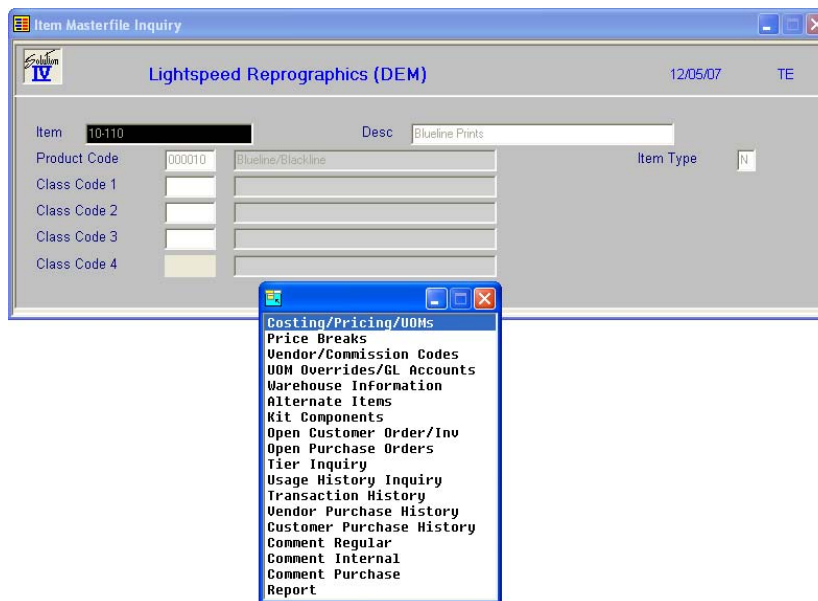 Item Masterfile Inquiry
Solution
IV
Lightspeed Reprographics (DEM) 12/05/07 TE
Item 10-110 Desc Blueline Prints
Product Code 000010 Blueline/Blackline Item Type N
Class Code 1
Class Code 2
Class Code 3
Class Code 4
Costing/Pricing/UOMs
Price Breaks
Vendor/Commission Codes
UOM Overrides/GL Accounts
Warehouse Information
Alternate Items
Kit Components
Open Customer Order/Inv
Open Purchase Orders
Tier Inquiry
Usage History Inquiry
Transaction History
Vendor Purchase History
Customer Purchase History
Comment Regular
Comment Internal
Comment Purchase
Report